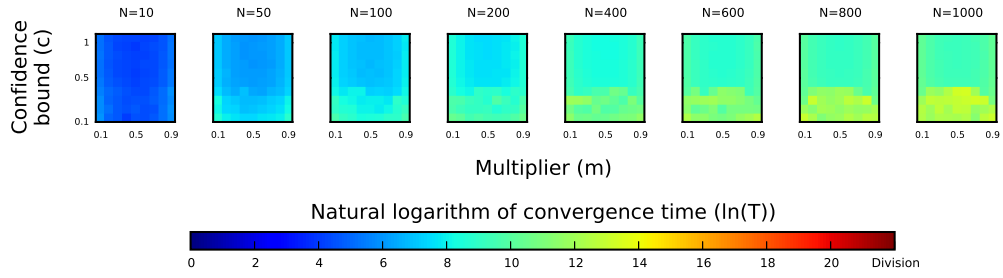 N=10 N=50 N=100 N=200 N=400 N=600 N=800 N=1000
Confidence
bound (c)
1
0.5
0.1
0.1 0.5 0.9 0.1 0.5 0.9 0.1 0.5 0.9 0.1 0.5 0.9 0.1 0.5 0.9 0.1 0.5 0.9 0.1 0.5 0.9 0.1 0.5 0.9
Multiplier (m)
Natural logarithm of convergence time (ln(T))
0 2 4 6 8 10 12 14 16 18 20 Division